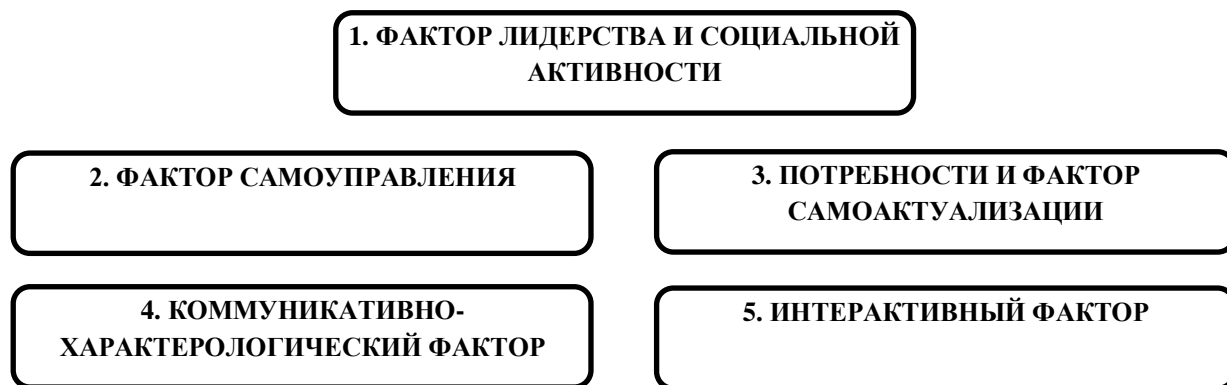 1. ФАКТОР ЛИДЕРСТВА И СОЦИАЛЬНОЙ
АКТИВНОСТИ
2. ФАКТОР САМОУПРАВЛЕНИЯ
3. ПОТРЕБНОСТИ И ФАКТОР
САМОАКТУАЛИЗАЦИИ
4. КОММУНИКАТИВНО-
ХАРАКТЕРОЛОГИЧЕСКИЙ ФАКТОР
5. ИНТЕРАКТИВНЫЙ ФАКТОР